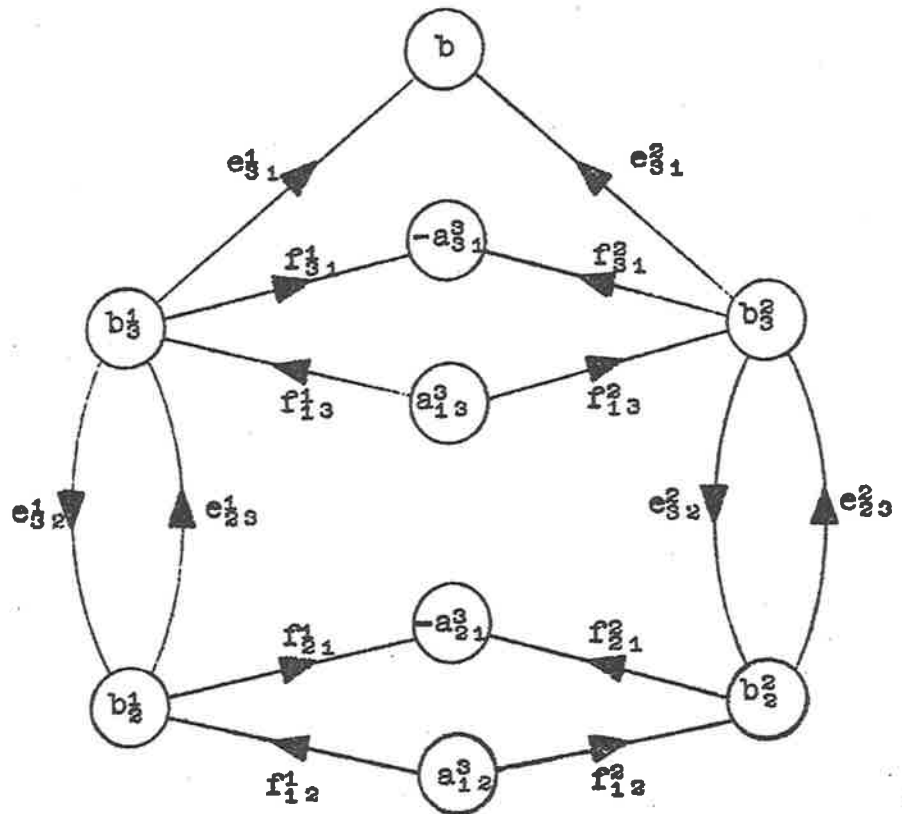 b
e¹₃₁ e²₃₁
-a³₃₁
f¹₃₁ f²₃₁
b¹₃ b²₃
f¹₁₃ a³₁₃ f²₁₃
e¹₃₂ e¹₂₃ e²₃₂ e²₂₃
f¹₂₁ -a³₂₁ f²₂₁
b¹₂ b²₂
f¹₁₂ a³₁₂ f²₁₂